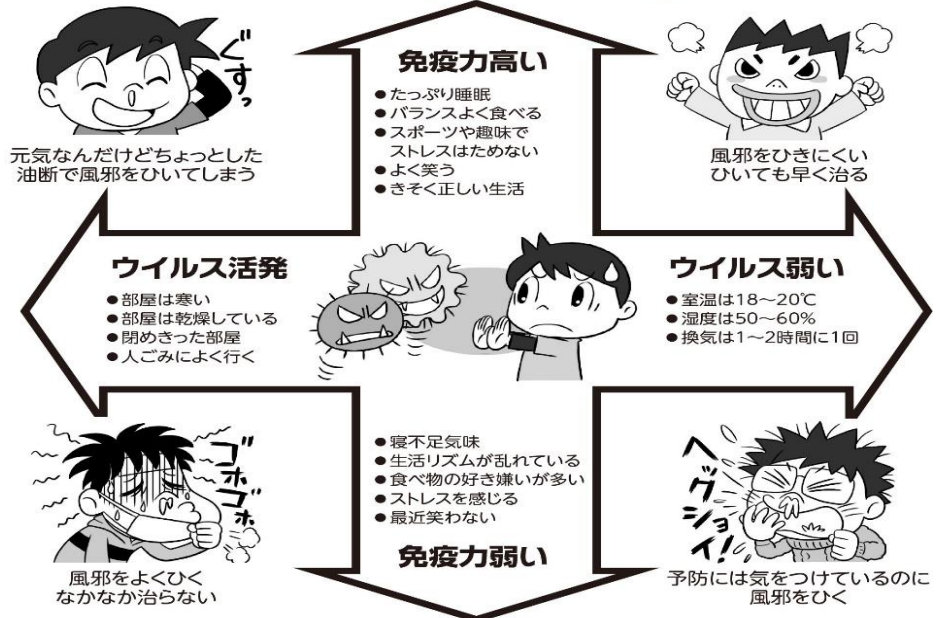 免疫力高い
●たっぷり睡眠
●バランスよく食べる
●スポーツや趣味で
ストレスはためない
●よく笑う
●きそく正しい生活
ぐすっ
元気なんだけどちょっとした
油断で風邪をひいてしまう
風邪をひきにくい
ひいても早く治る
ウイルス活発
●部屋は寒い
●部屋は乾燥している
●閉めきった部屋
●人ごみによく行く
ウイルス弱い
●室温は18〜20℃
●湿度は50〜60%
●換気は1〜2時間に1回
ゴホゴホ
風邪をよくひく
なかなか治らない
●寝不足気味
●生活リズムが乱れている
●食べ物の好き嫌いが多い
●ストレスを感じる
●最近笑わない
免疫力弱い
ヘックショイ!
予防には気をつけているのに
風邪をひく